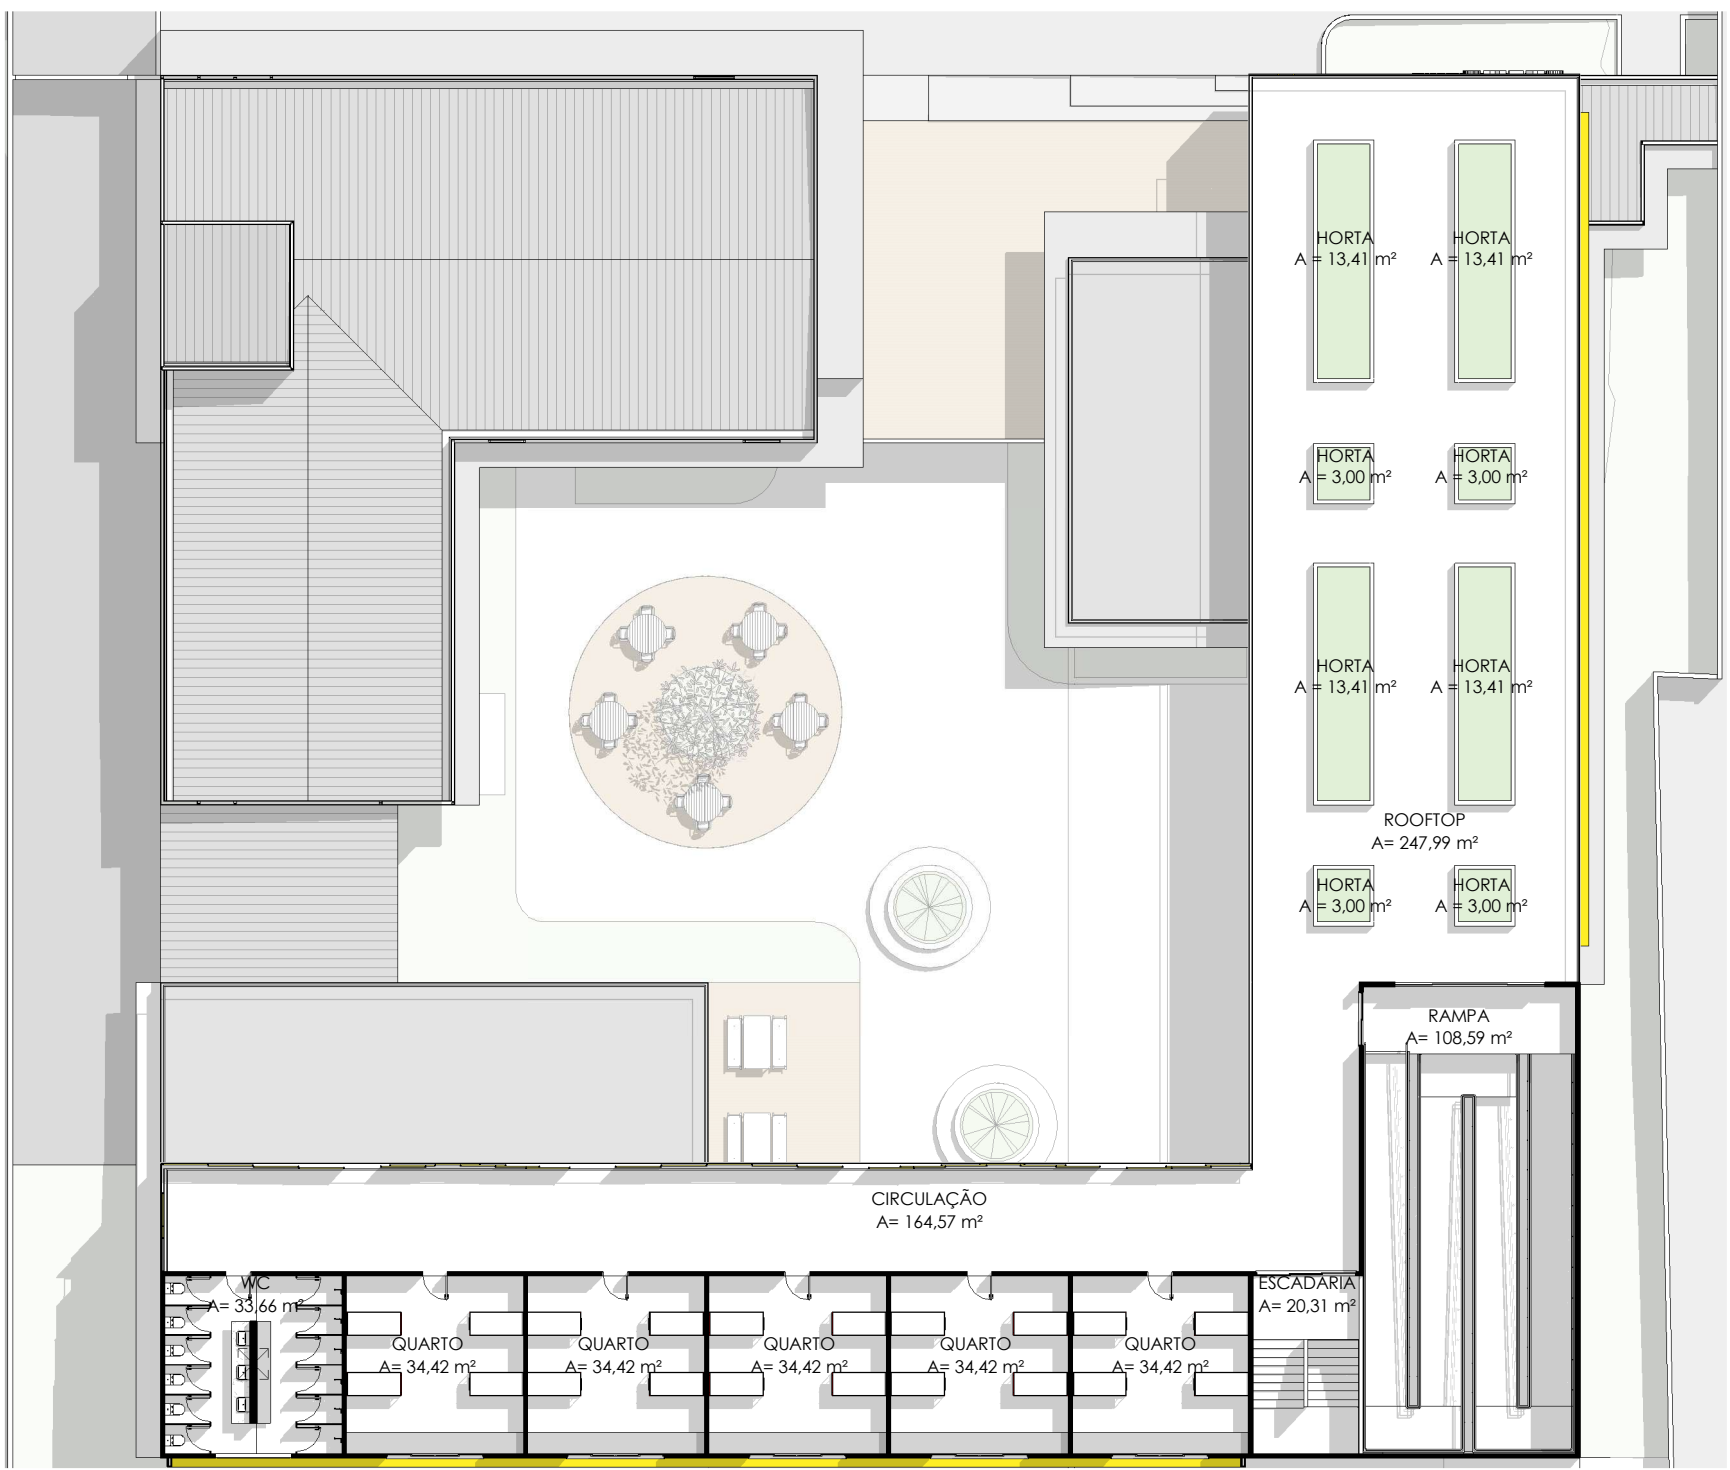 HORTA
A = 13,41 m²
HORTA
A = 13,41 m²
HORTA
A = 3,00 m²
HORTA
A = 3,00 m²
HORTA
A = 13,41 m²
HORTA
A = 13,41 m²
ROOFTOP
A= 247,99 m²
HORTA
A = 3,00 m²
HORTA
A = 3,00 m²
RAMPA
A= 108,59 m²
CIRCULAÇÃO
A= 164,57 m²
WC
A= 33,66 m²
ESCADARIA
A= 20,31 m²
QUARTO
A= 34,42 m²
QUARTO
A= 34,42 m²
QUARTO
A= 34,42 m²
QUARTO
A= 34,42 m²
QUARTO
A= 34,42 m²